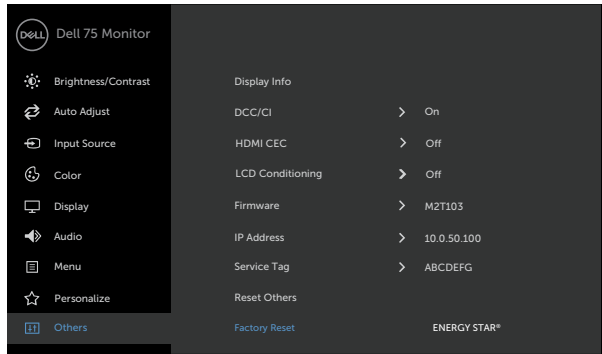 DELL Dell 75 Monitor
Brightness/Contrast
Display Info
Auto Adjust DCC/CI > On
Input Source HDMI CEC > Off
Color LCD Conditioning > Off
Display Firmware > M2T103
Audio IP Address > 10.0.50.100
Menu Service Tag > ABCDEFG
Personalize Reset Others
Others Factory Reset ENERGY STAR®